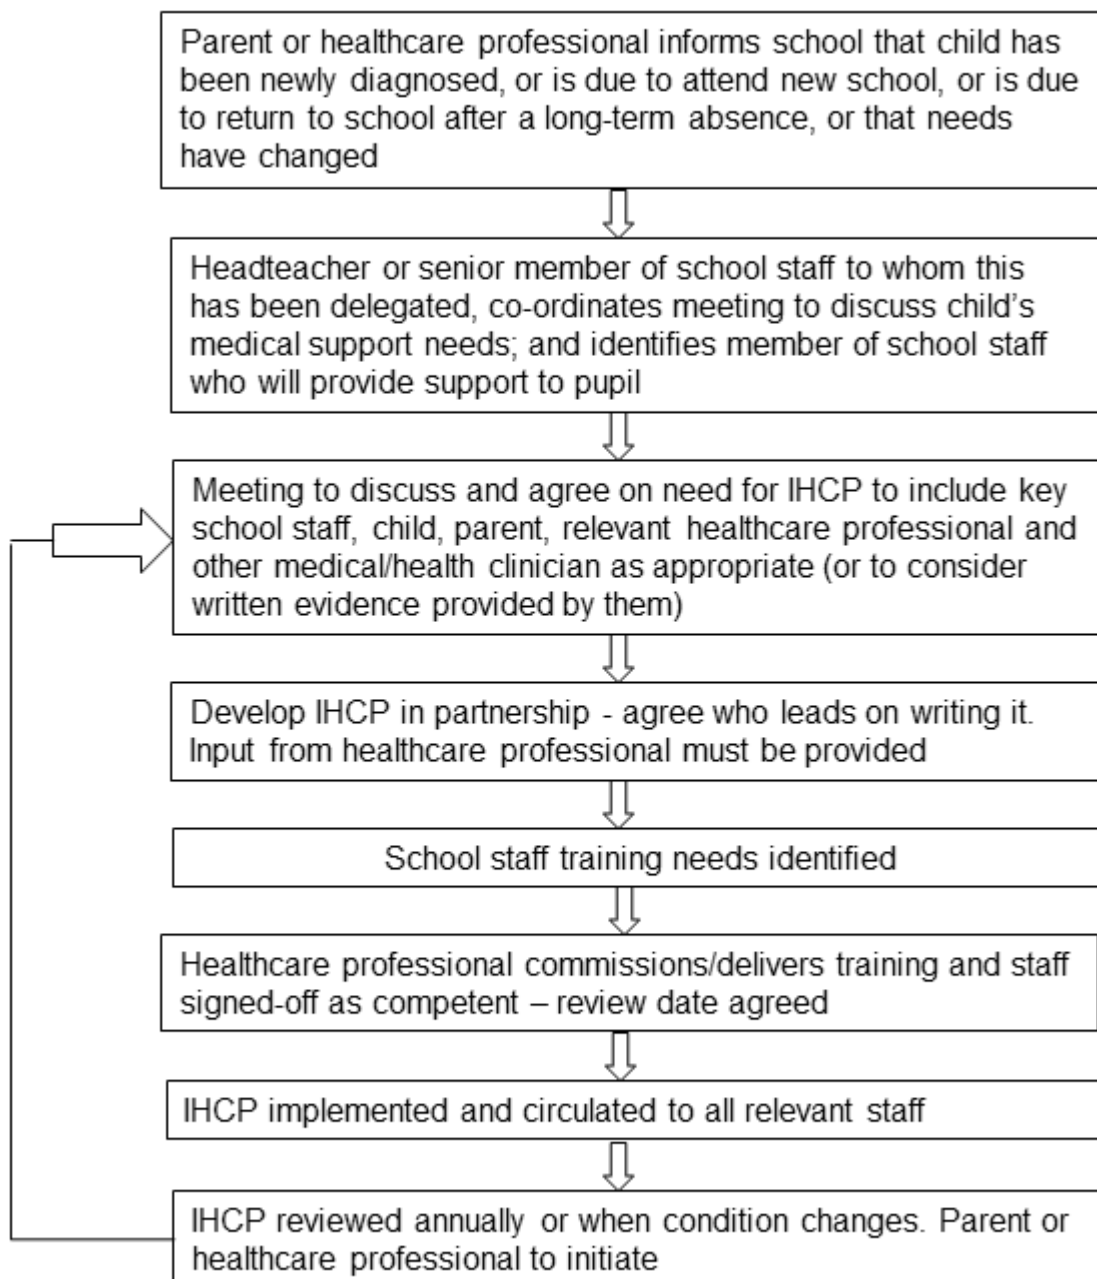 Parent or healthcare professional informs school that child has
been newly diagnosed, or is due to attend new school, or is due
to return to school after a long-term absence, or that needs
have changed
Headteacher or senior member of school staff to whom this
has been delegated, co-ordinates meeting to discuss child's
medical support needs; and identifies member of school staff
who will provide support to pupil
Meeting to discuss and agree on need for IHCP to include key
school staff, child, parent, relevant healthcare professional and
other medical/health clinician as appropriate (or to consider
written evidence provided by them)
Develop IHCP in partnership - agree who leads on writing it.
Input from healthcare professional must be provided
School staff training needs identified
Healthcare professional commissions/delivers training and staff
signed-off as competent – review date agreed
IHCP implemented and circulated to all relevant staff
IHCP reviewed annually or when condition changes. Parent or
healthcare professional to initiate